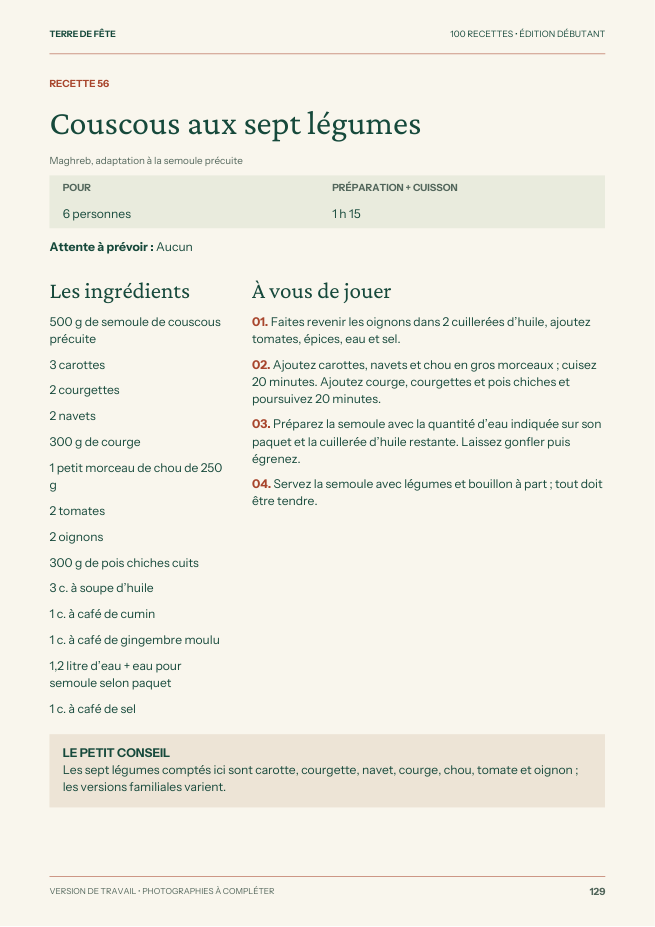 TERRE DE FÊTE
100 RECETTES • ÉDITION DÉBUTANT
RECETTE 56
Couscous aux sept légumes
Maghreb, adaptation à la semoule précuite
POUR
PRÉPARATION + CUISSON
6 personnes
1 h 15
Attente à prévoir : Aucun
Les ingrédients
500 g de semoule de couscous
précuite
3 carottes
2 courgettes
2 navets
300 g de courge
1 petit morceau de chou de 250
g
2 tomates
2 oignons
300 g de pois chiches cuits
3 c. à soupe d’huile
1 c. à café de cumin
1 c. à café de gingembre moulu
1,2 litre d’eau + eau pour
semoule selon paquet
1 c. à café de sel
À vous de jouer
01. Faites revenir les oignons dans 2 cuillerées d’huile, ajoutez
tomates, épices, eau et sel.
02. Ajoutez carottes, navets et chou en gros morceaux ; cuisez
20 minutes. Ajoutez courge, courgettes et pois chiches et
poursuivez 20 minutes.
03. Préparez la semoule avec la quantité d’eau indiquée sur son
paquet et la cuillerée d’huile restante. Laissez gonfler puis
égrenez.
04. Servez la semoule avec légumes et bouillon à part ; tout doit
être tendre.
LE PETIT CONSEIL
Les sept légumes comptés ici sont carotte, courgette, navet, courge, chou, tomate et oignon ;
les versions familiales varient.
VERSION DE TRAVAIL • PHOTOGRAPHIES À COMPLÉTER
129